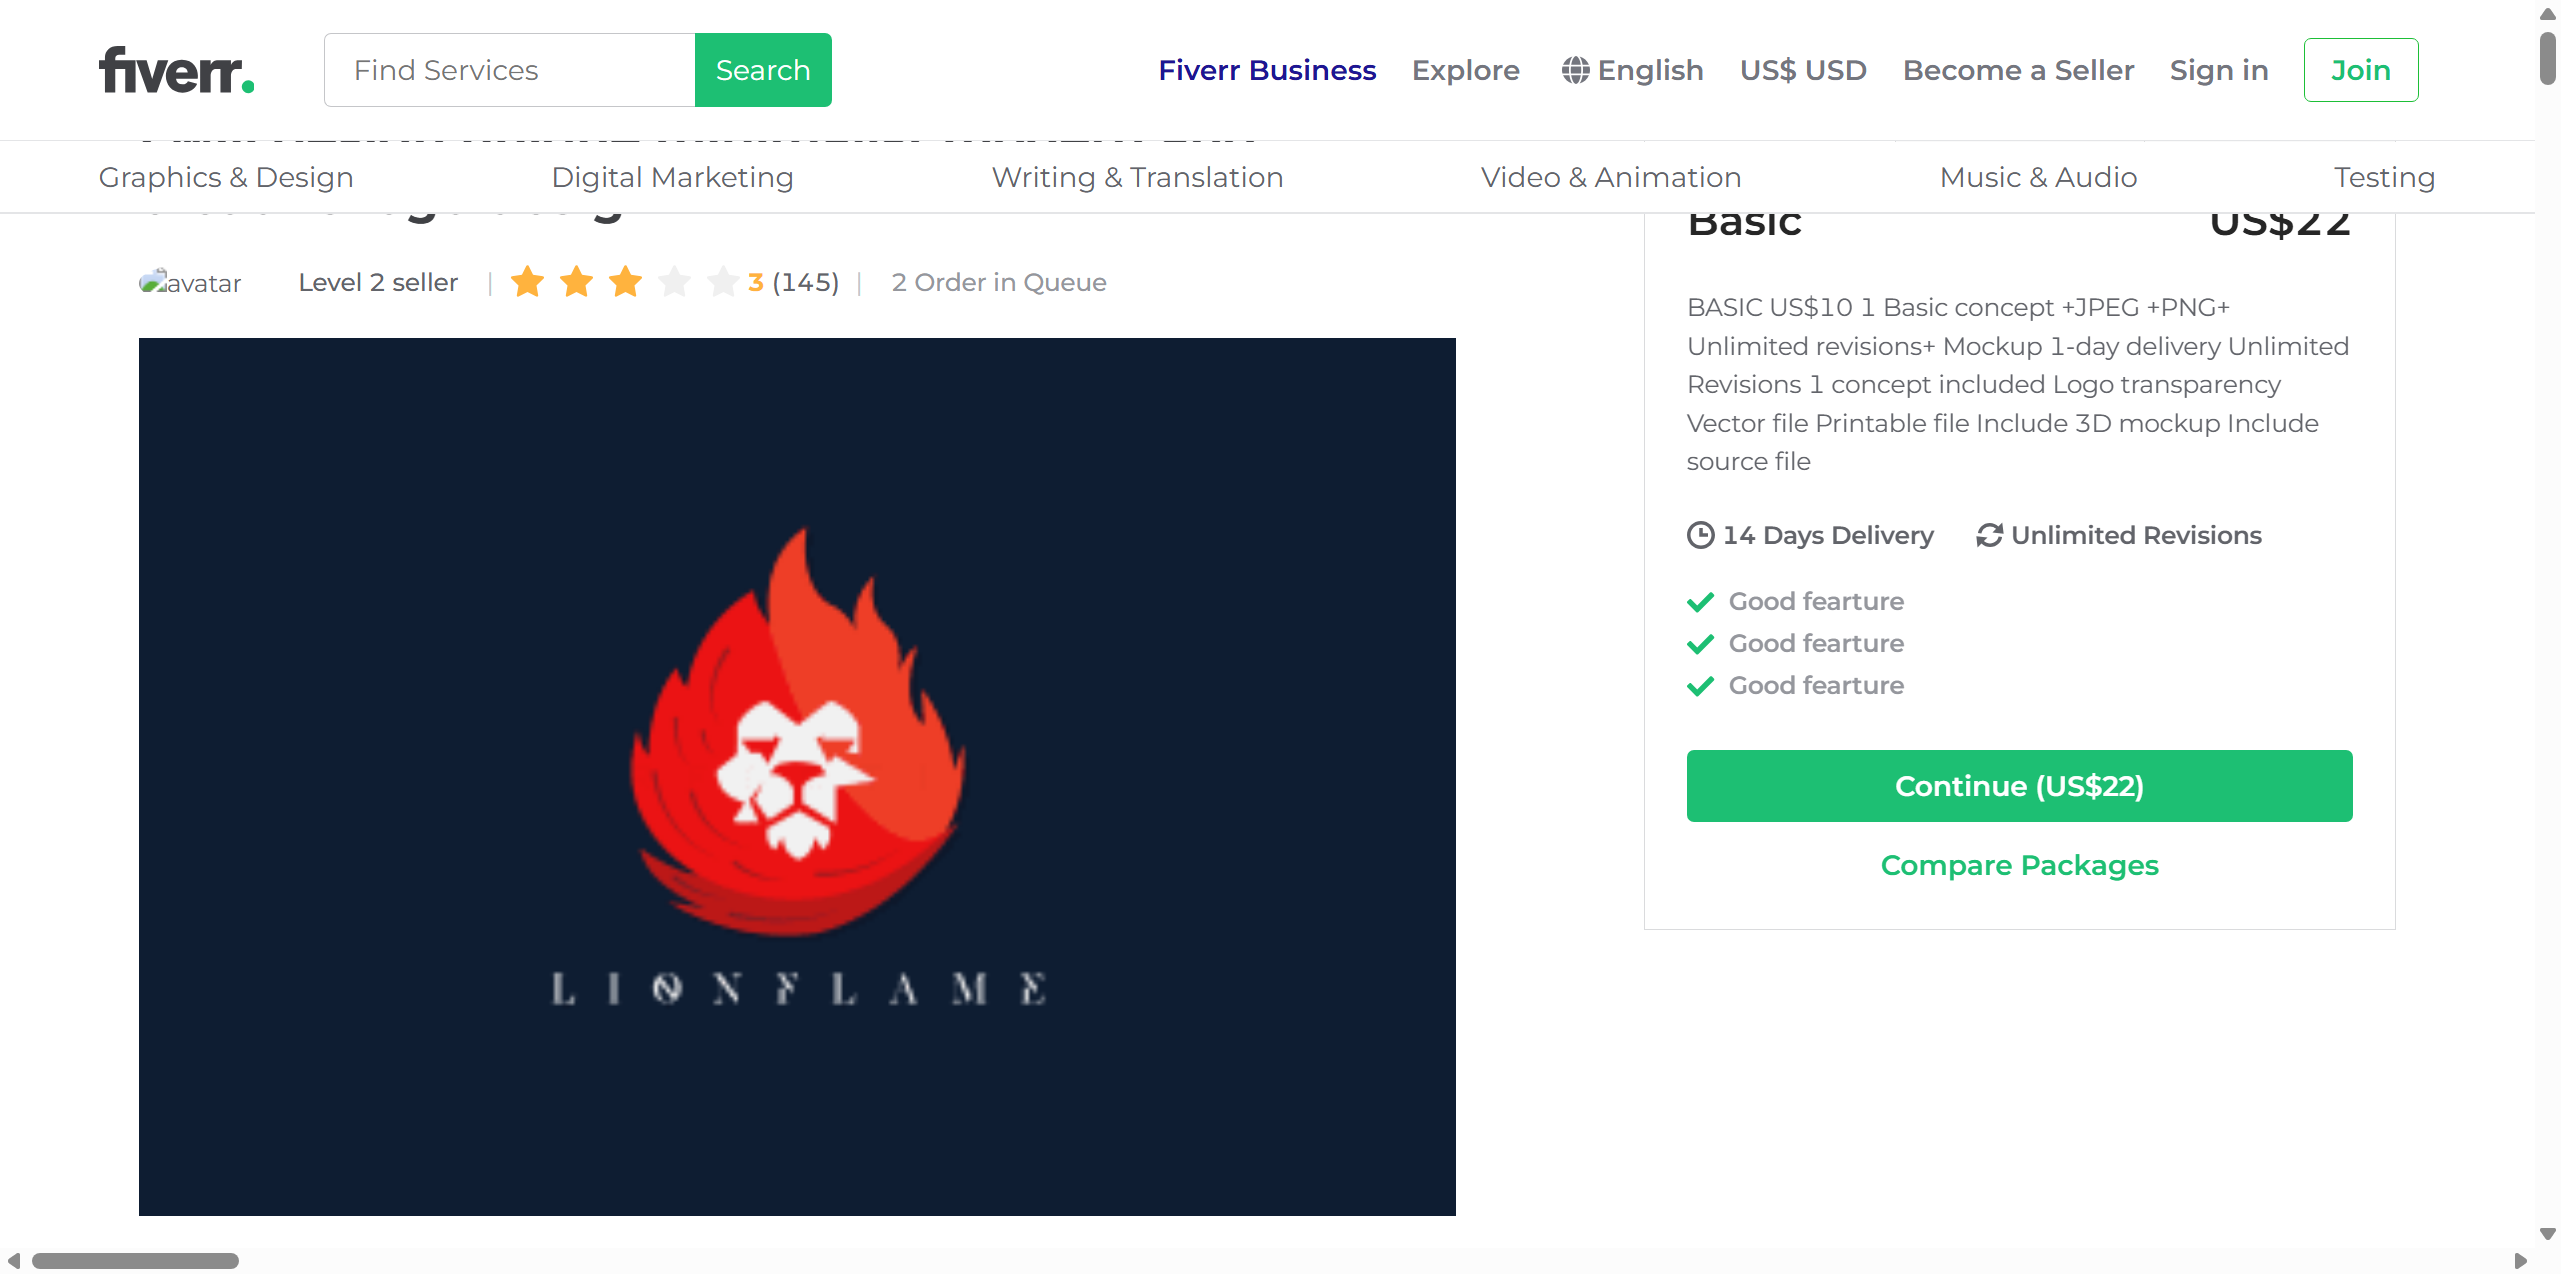 fiverr.
Find Services
Search
Fiverr Business
Explore
English
US$ USD
Become a Seller
Sign in
Join
Graphics & Design
Digital Marketing
Writing & Translation
Video & Animation
Music & Audio
Testing
avatar
Level 2 seller | 3 (145) | 2 Order in Queue
LIONFLAME
Basic US$22
BASIC US$10 1 Basic concept +JPEG +PNG+
Unlimited revisions+ Mockup 1-day delivery Unlimited
Revisions 1 concept included Logo transparency
Vector file Printable file Include 3D mockup Include
source file
14 Days Delivery
Unlimited Revisions
Good fearture
Good fearture
Good fearture
Continue (US$22)
Compare Packages